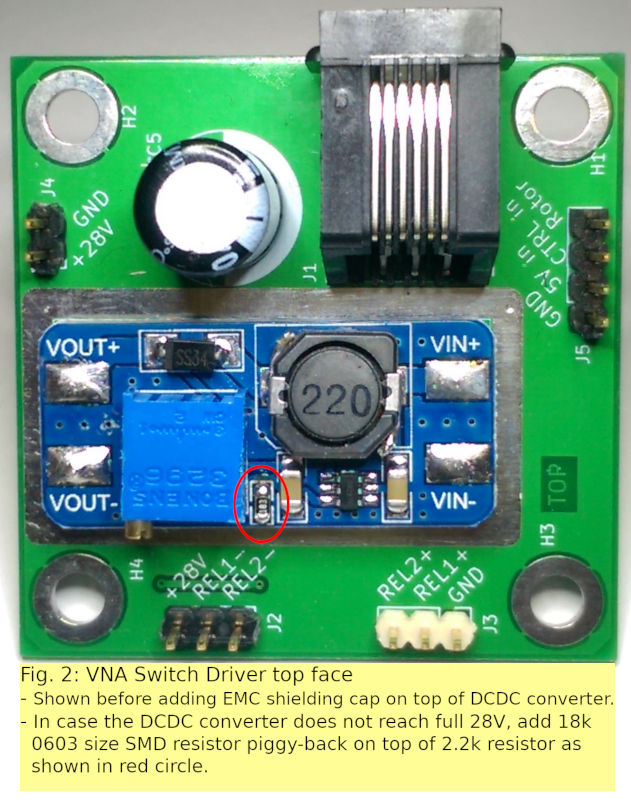 H2
C5
H1
J4
GND
+28V
J1
Rotor
CTRL in
5V in
GND
J5
VOUT+
SS34
VIN+
220
3296
VOUT-
VIN-
TOP
H4
H3
+28V
REL1-
REL2-
J2
REL2+
REL1+
GND
J3
Fig. 2: VNA Switch Driver top face
- Shown before adding EMC shielding cap on top of DCDC converter.
- In case the DCDC converter does not reach full 28V, add 18k
0603 size SMD resistor piggy-back on top of 2.2k resistor as
shown in red circle.